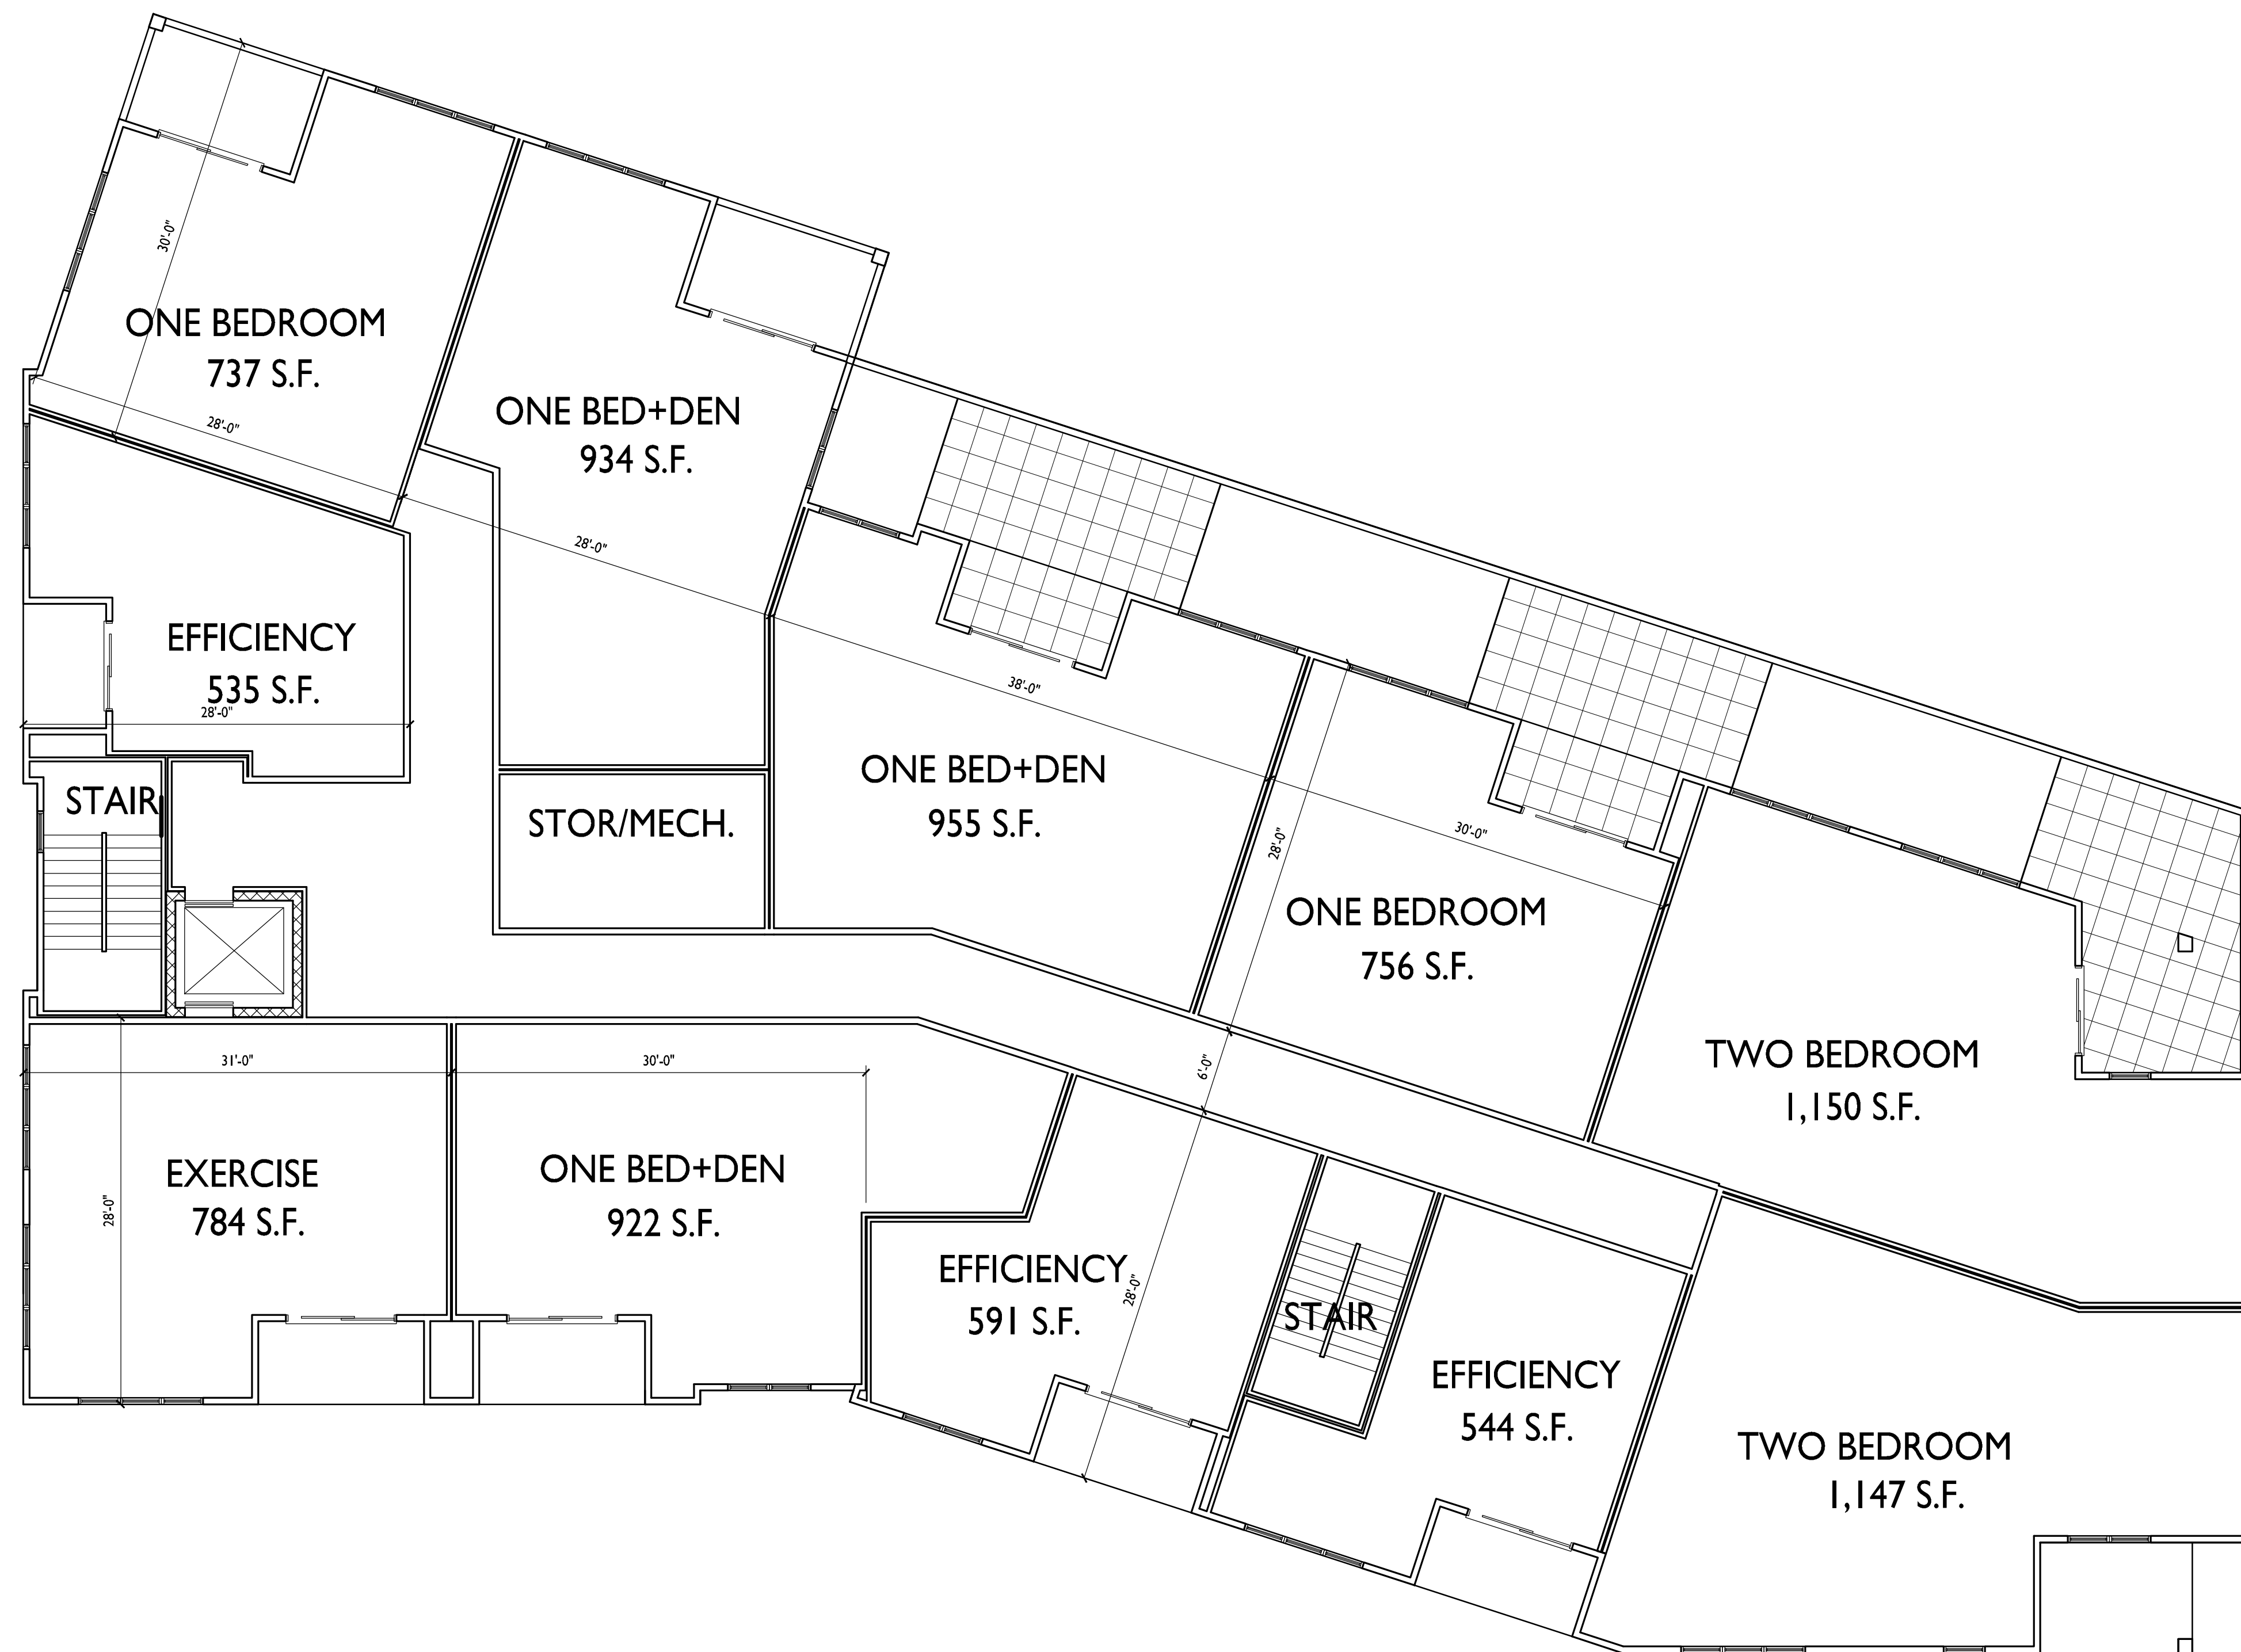 30'-0"
ONE BEDROOM
737 S.F.
28'-0"
ONE BED+DEN
934 S.F.
28'-0"
EFFICIENCY
535 S.F.
28'-0"
38'-0"
STAIR
STOR/MECH.
ONE BED+DEN
955 S.F.
28'-0"
30'-0"
ONE BEDROOM
756 S.F.
31'-0"
30'-0"
6'-0"
TWO BEDROOM
1,150 S.F.
EXERCISE
784 S.F.
28'-0"
ONE BED+DEN
922 S.F.
EFFICIENCY
591 S.F.
28'-0"
STAIR
EFFICIENCY
544 S.F.
TWO BEDROOM
1,147 S.F.